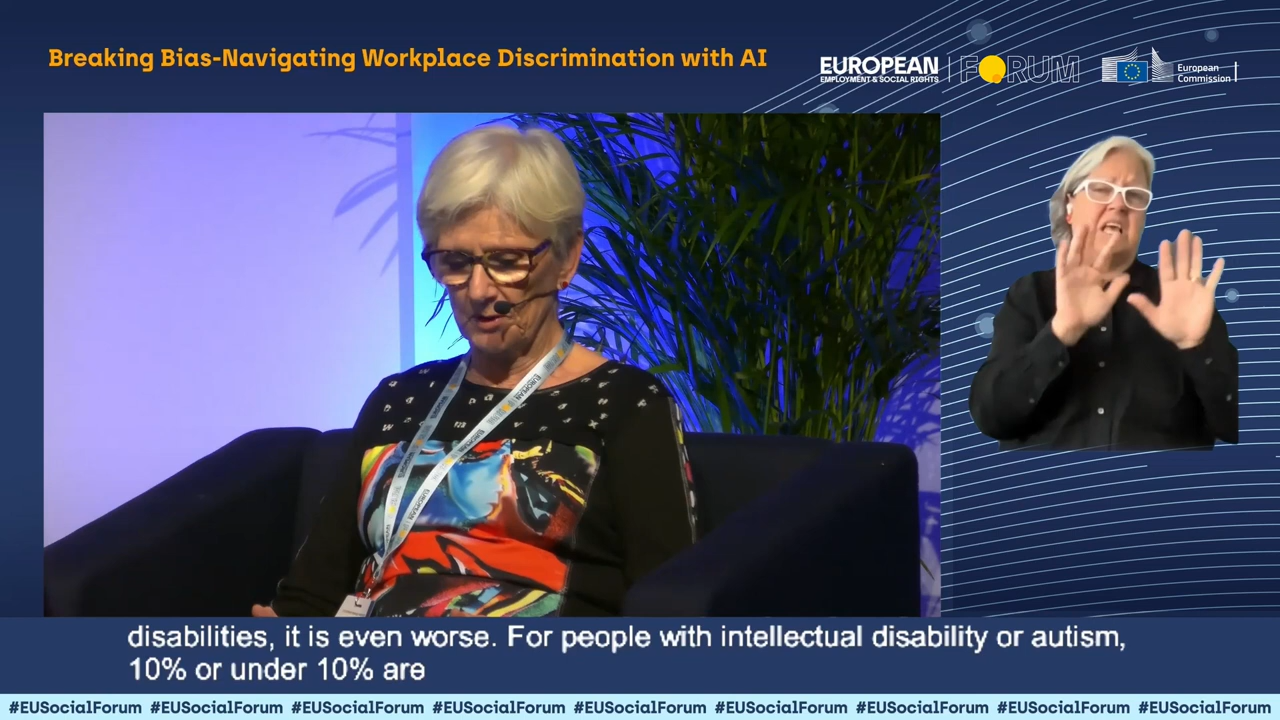 Breaking Bias-Navigating Workplace Discrimination with AI
EUROPEAN
EMPLOYMENT & SOCIAL RIGHTS
FORUM
European
Commission
EUROPEAN
EUROPEAN
disabilities, it is even worse. For people with intellectual disability or autism,
10% or under 10% are
#EUSocialForum #EUSocialForum #EUSocialForum #EUSocialForum #EUSocialForum #EUSocialForum #EUSocialForum #EUSocialForum #EUSocialForum